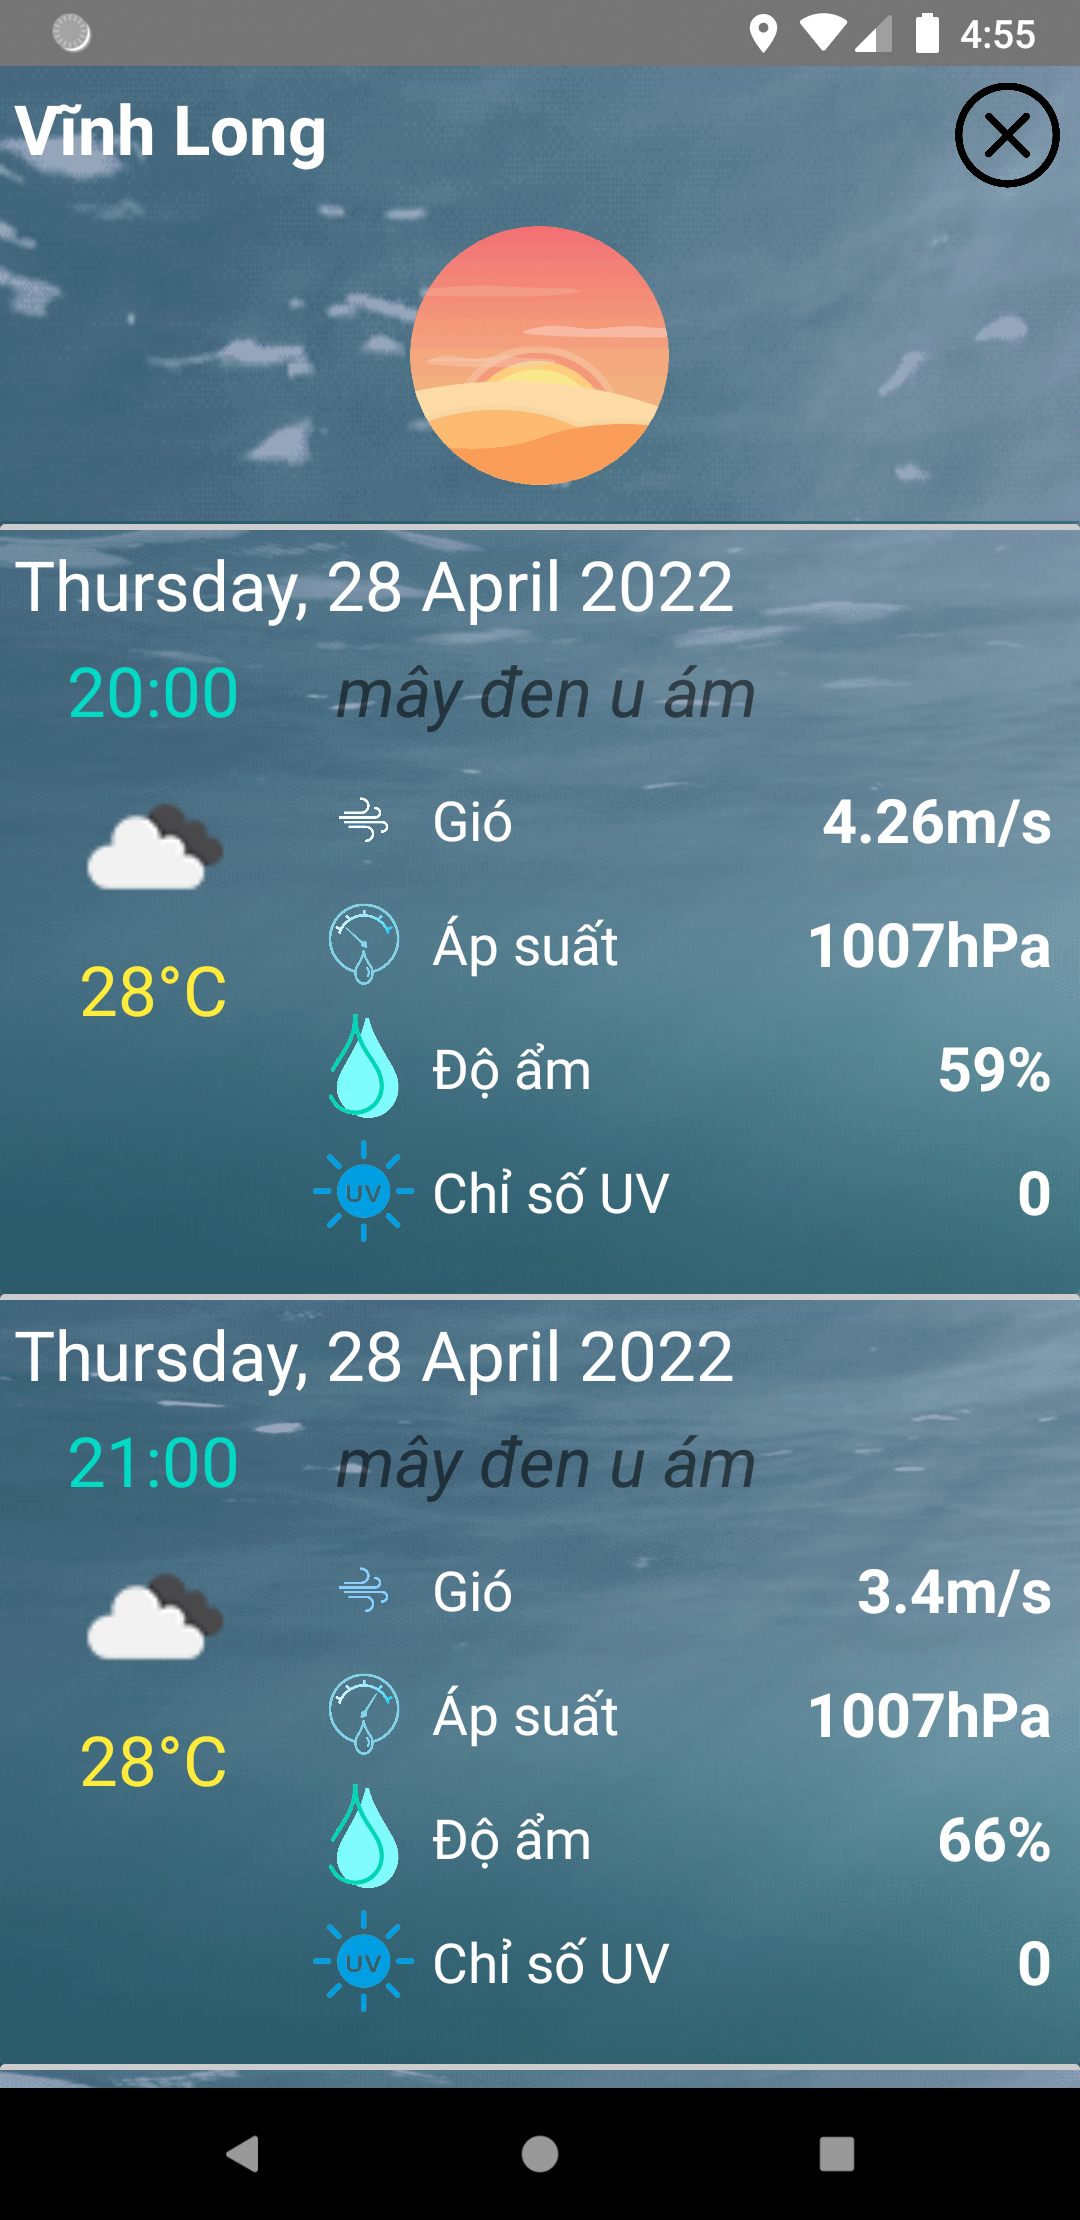 4:55
Vĩnh Long
Thursday, 28 April 2022
20:00 mây đen u ám
Gió 4.26m/s
Áp suất 1007hPa
28°C
Độ ẩm 59%
UV Chỉ số UV 0
Thursday, 28 April 2022
21:00 mây đen u ám
Gió 3.4m/s
Áp suất 1007hPa
28°C
Độ ẩm 66%
UV Chỉ số UV 0